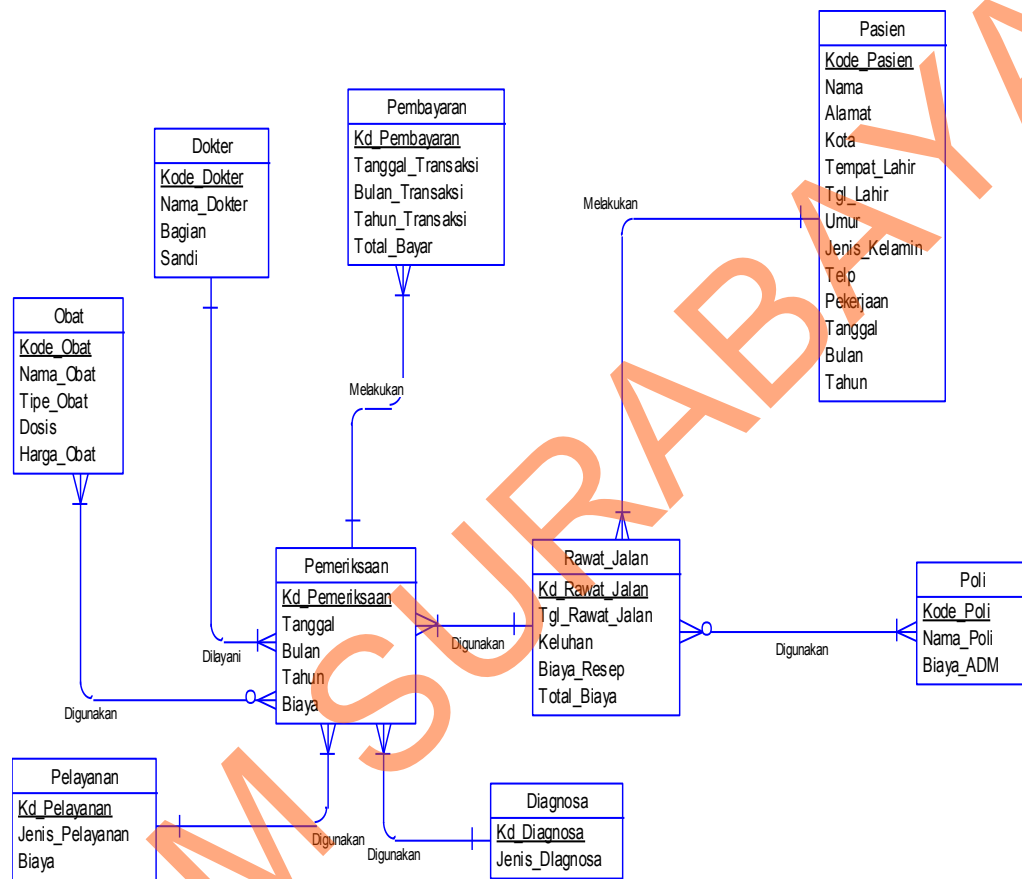 Pasien
Kode_Pasien
Nama
Alamat
Kota
Tempat_Lahir
Tgl_Lahir
Umur
Jenis_Kelamin
Telp
Pekerjaan
Tanggal
Bulan
Tahun
Pembayaran
Kd_Pembayaran
Tanggal_Transaksi
Bulan_Transaksi
Tahun_Transaksi
Total_Bayar
Dokter
Kode_Dokter
Nama_Dokter
Bagian
Sandi
Melakukan
Obat
Kode_Obat
Nama_Obat
Tipe_Obat
Dosis
Harga_Obat
Melakukan
Pemeriksaan
Kd_Pemeriksaan
Tanggal
Bulan
Tahun
Biaya
Rawat_Jalan
Kd_Rawat_Jalan
Tgl_Rawat_Jalan
Keluhan
Biaya_Resep
Total_Biaya
Poli
Kode_Poli
Nama_Poli
Biaya_ADM
Dilayani
Digunakan
Digunakan
Digunakan
Pelayanan
Kd_Pelayanan
Jenis_Pelayanan
Biaya
Digunakan
Digunakan
Diagnosa
Kd_Diagnosa
Jenis_DIagnosa
M SURABAYA